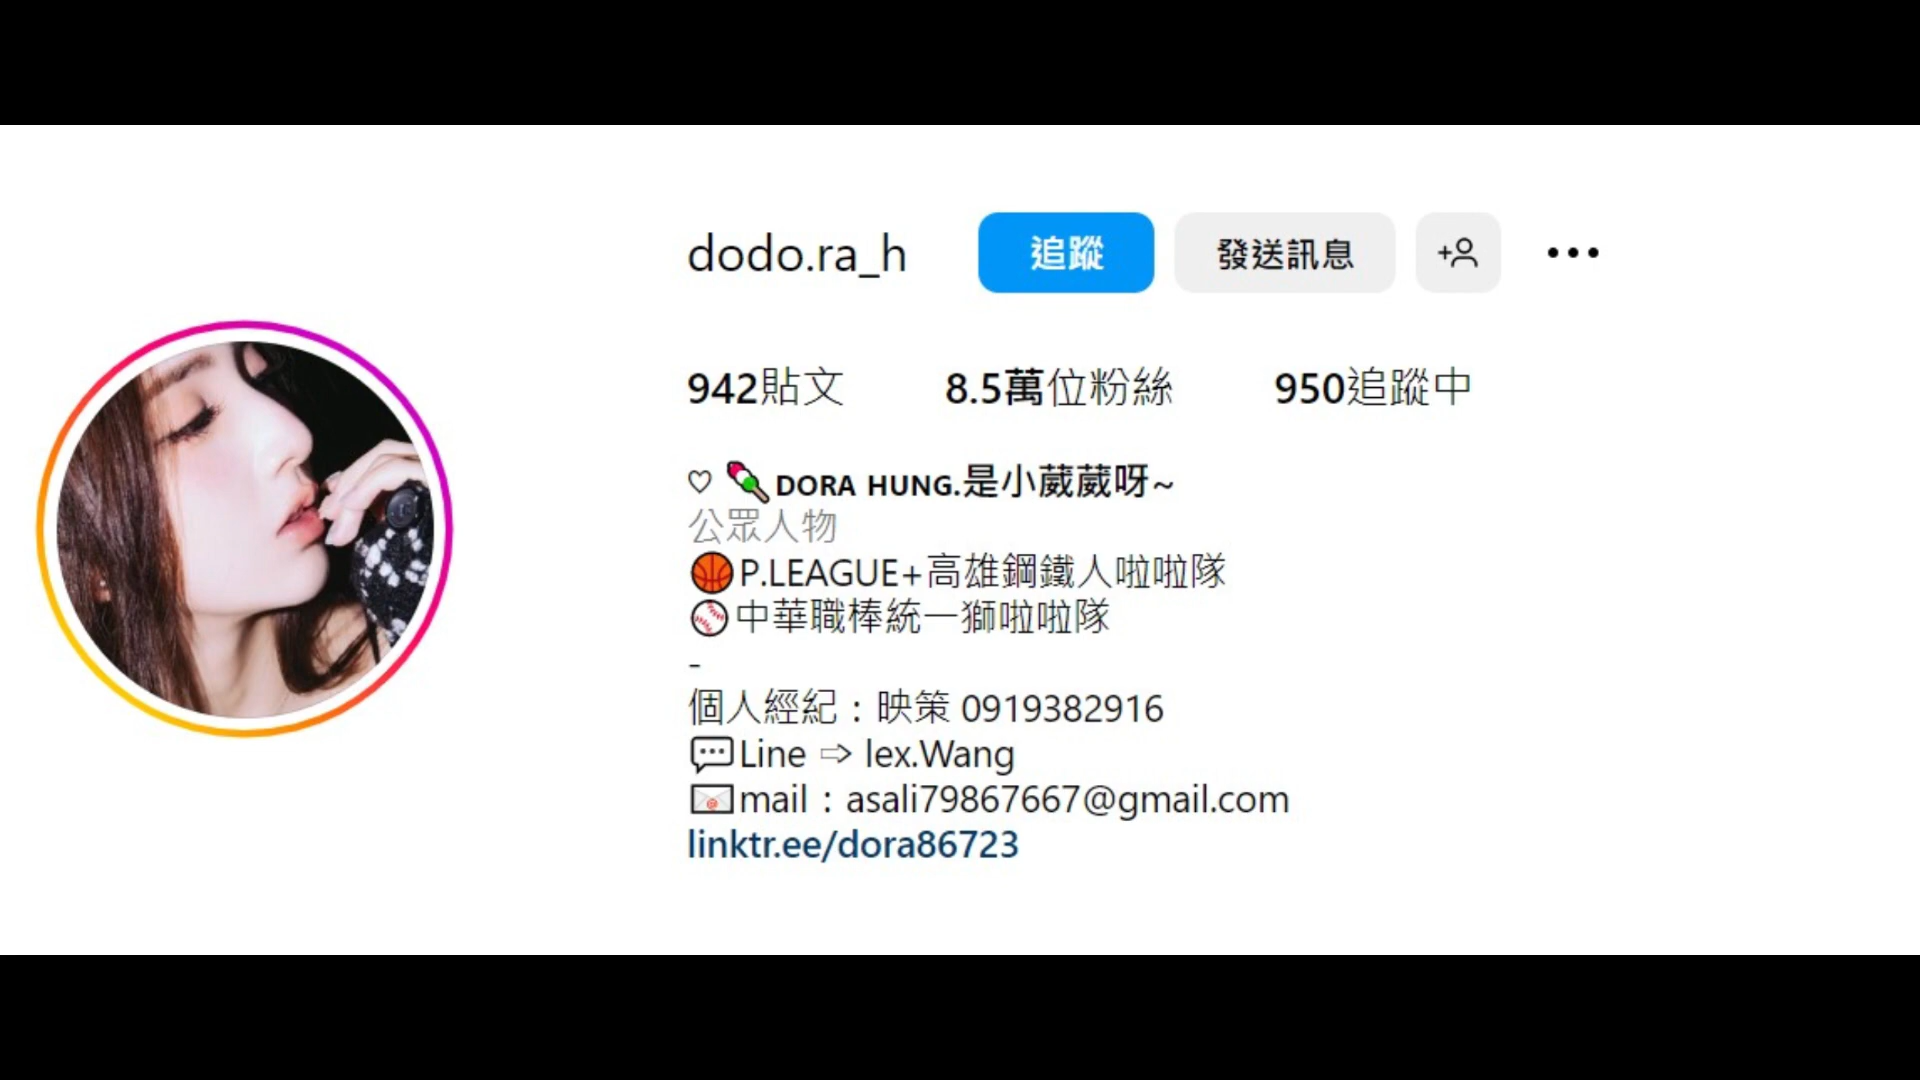 dodo.ra_h 追蹤 發送訊息
942貼文 8.5萬位粉絲 950追蹤中
♡ DORA HUNG.是小葳葳呀~
公眾人物
🏀P.LEAGUE+高雄鋼鐵人啦啦隊
⚾中華職棒統一獅啦啦隊
-
個人經紀：映策 0919382916
💬Line ⇨ lex.Wang
📧mail：asali79867667@gmail.com
linktr.ee/dora86723